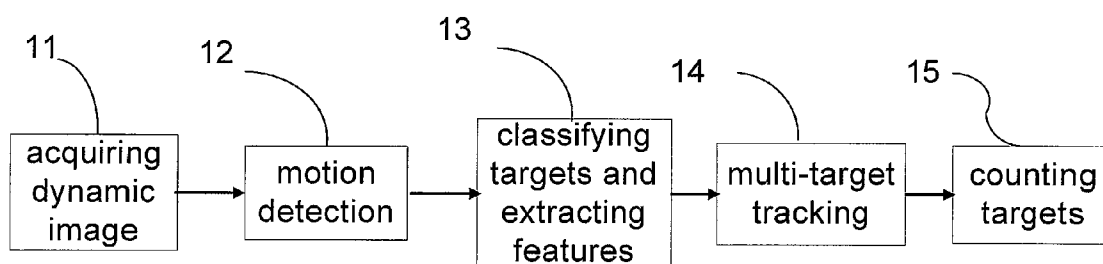 11
acquiring
dynamic
image
12
motion
detection
13
classifying
targets and
extracting
features
14
multi-target
tracking
15
counting
targets